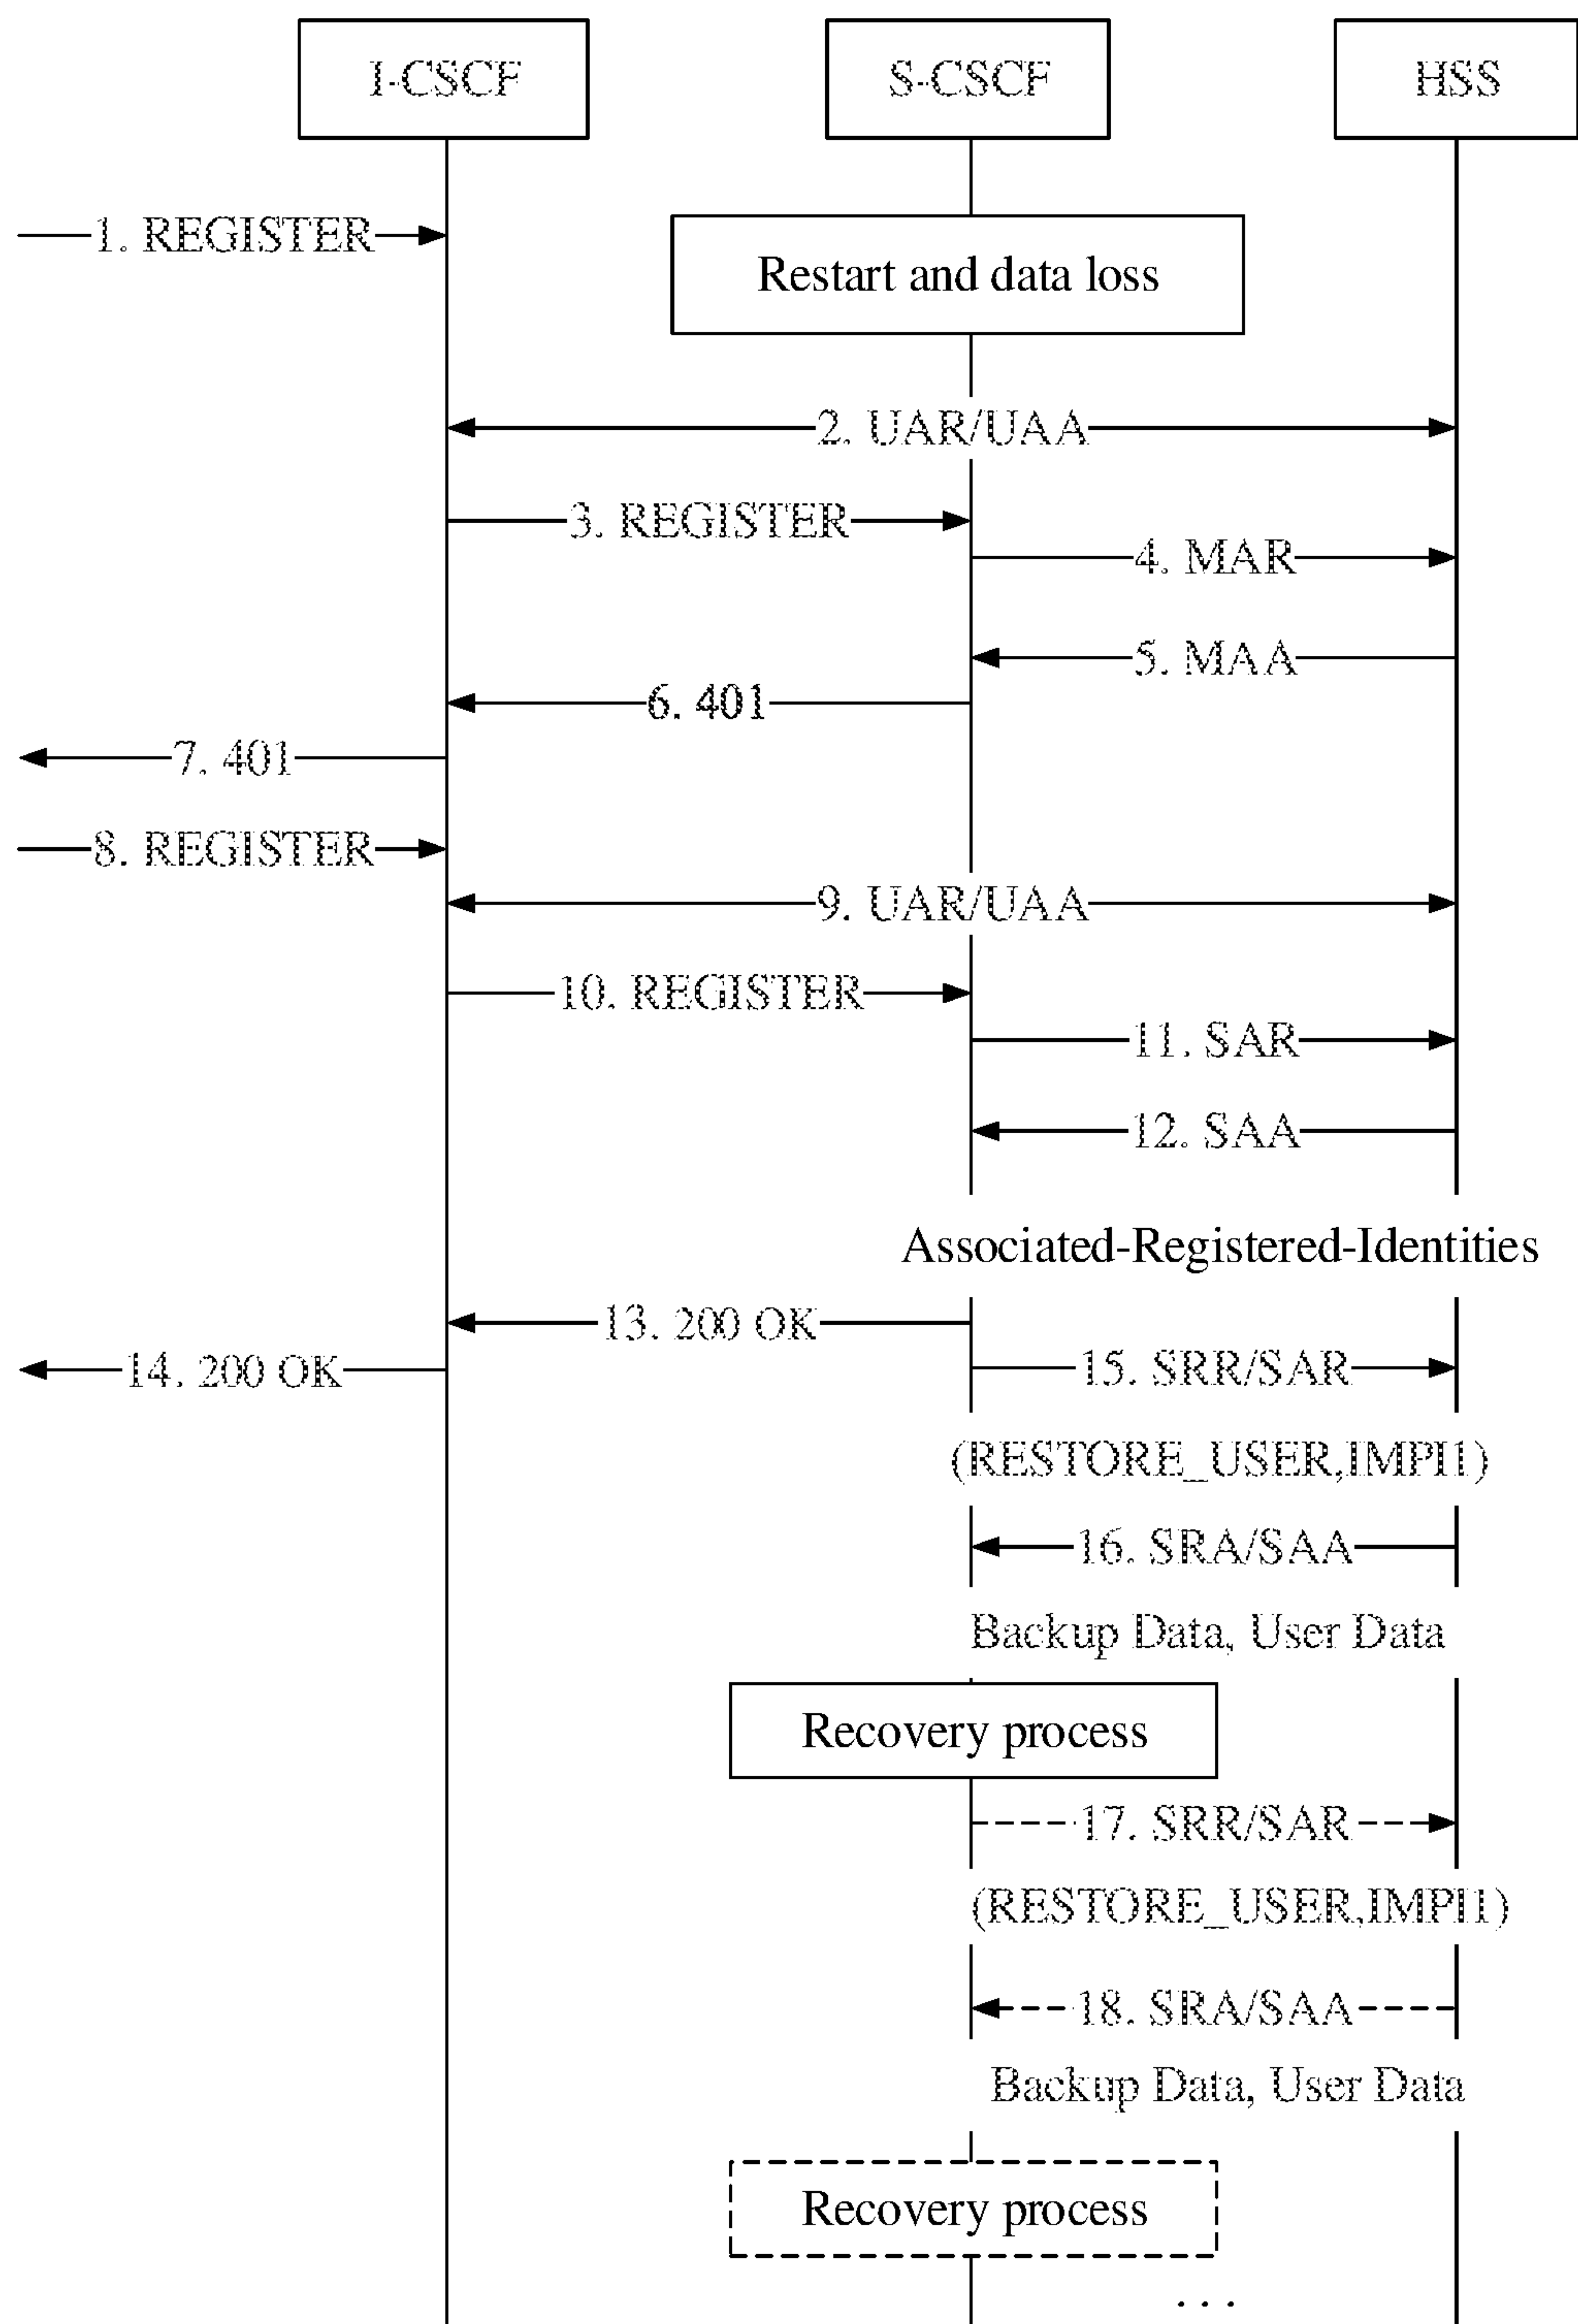 I-CSCF
S-CSCF
HSS
1. REGISTER
Restart and data loss
2. UAR/UAA
3. REGISTER
4. MAR
5. MAA
6. 401
7. 401
8. REGISTER
9. UAR/UAA
10. REGISTER
11. SAR
12. SAA
Associated-Registered-Identities
13. 200 OK
14. 200 OK
15. SRR/SAR
(RESTORE_USER,IMPI1)
16. SRA/SAA
Backup Data, User Data
Recovery process
17. SRR/SAR
(RESTORE_USER,IMPI1)
18. SRA/SAA
Backup Data, User Data
Recovery process
...